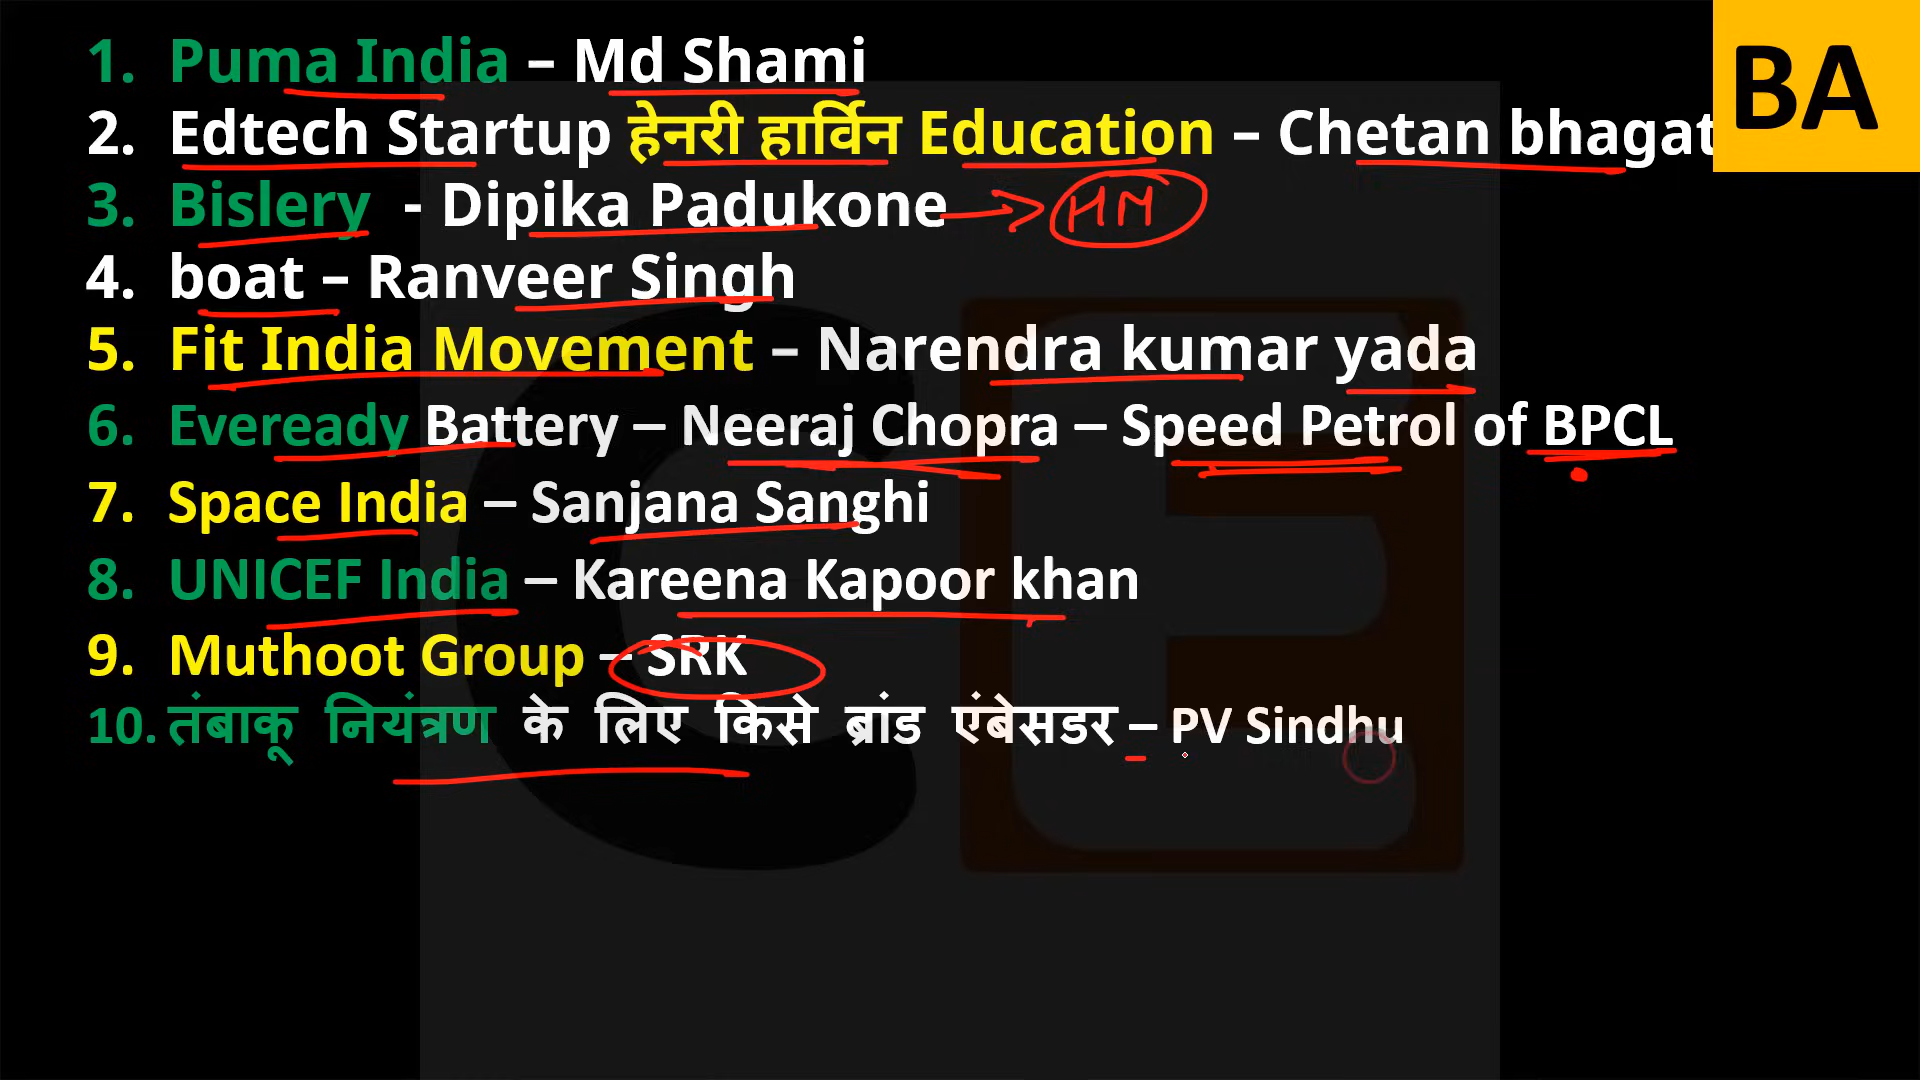 1. Puma India – Md Shami
BA
2. Edtech Startup हेनरी हार्विन Education – Chetan bhagat
3. Bislery - Dipika Padukone HM
4. boat – Ranveer Singh
5. Fit India Movement – Narendra kumar yada
6. Eveready Battery – Neeraj Chopra – Speed Petrol of BPCL
7. Space India – Sanjana Sanghi
8. UNICEF India – Kareena Kapoor khan
9. Muthoot Group – SRK
10. तंबाकू नियंत्रण के लिए किसे ब्रांड एंबेसडर – PV Sindhu